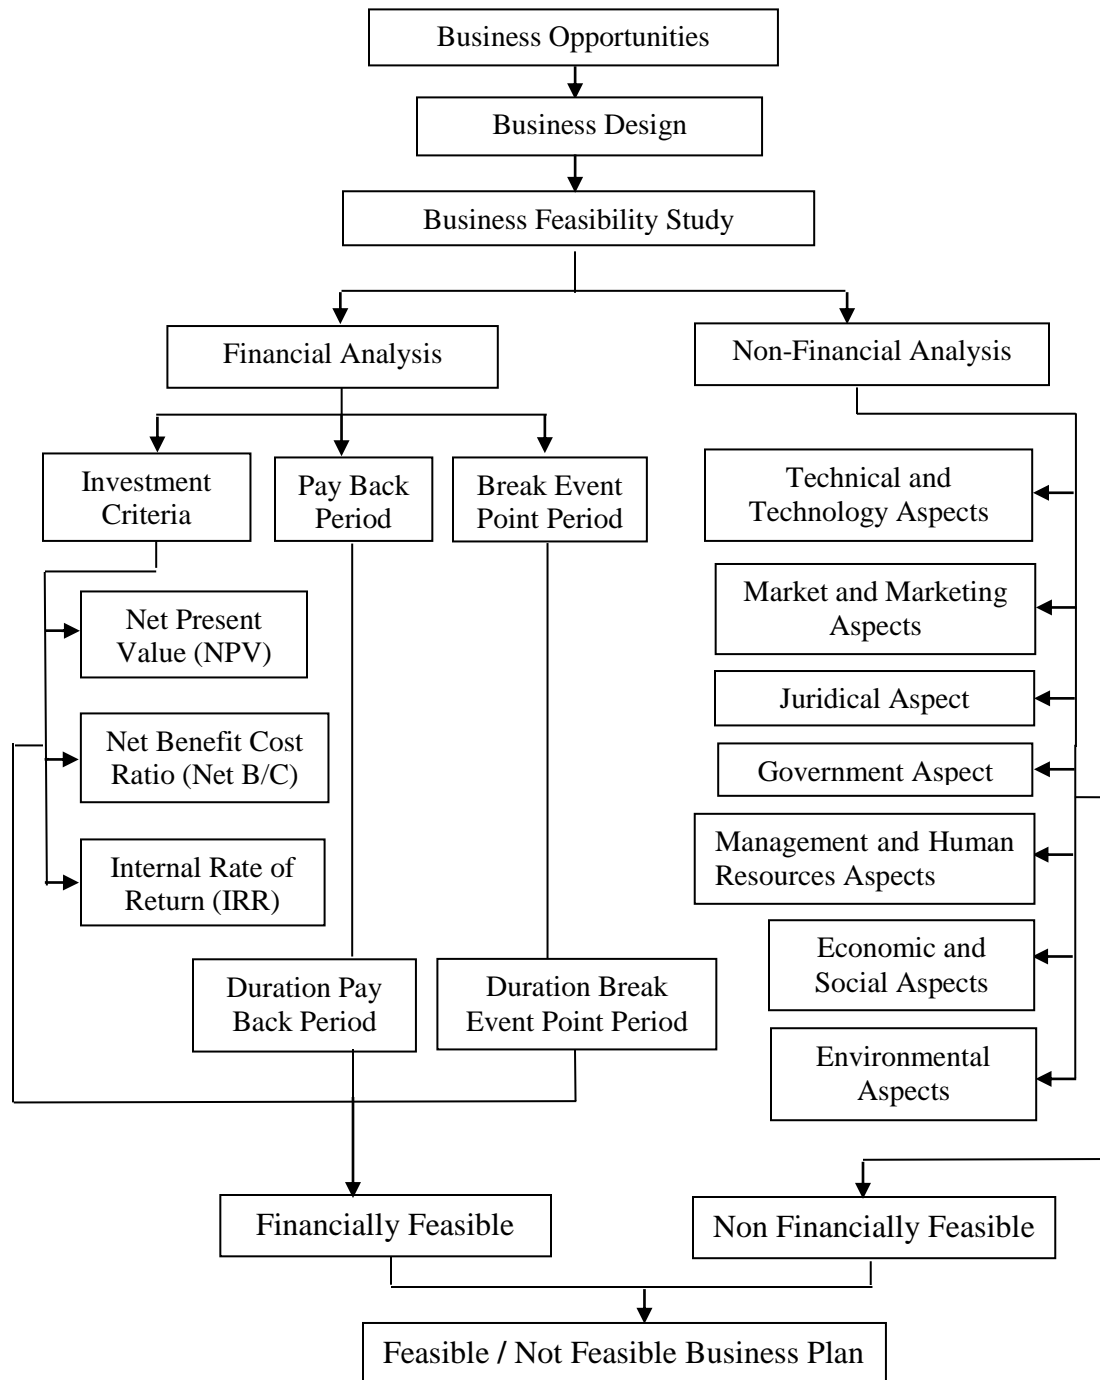 Business Opportunities
Business Design
Business Feasibility Study
Financial Analysis
Non-Financial Analysis
Investment
Criteria
Pay Back
Period
Break Event
Point Period
Technical and
Technology Aspects
Net Present
Value (NPV)
Market and Marketing
Aspects
Juridical Aspect
Net Benefit Cost
Ratio (Net B/C)
Government Aspect
Internal Rate of
Return (IRR)
Management and Human
Resources Aspects
Economic and
Social Aspects
Duration Pay
Back Period
Duration Break
Event Point Period
Environmental
Aspects
Financially Feasible
Non Financially Feasible
Feasible / Not Feasible Business Plan